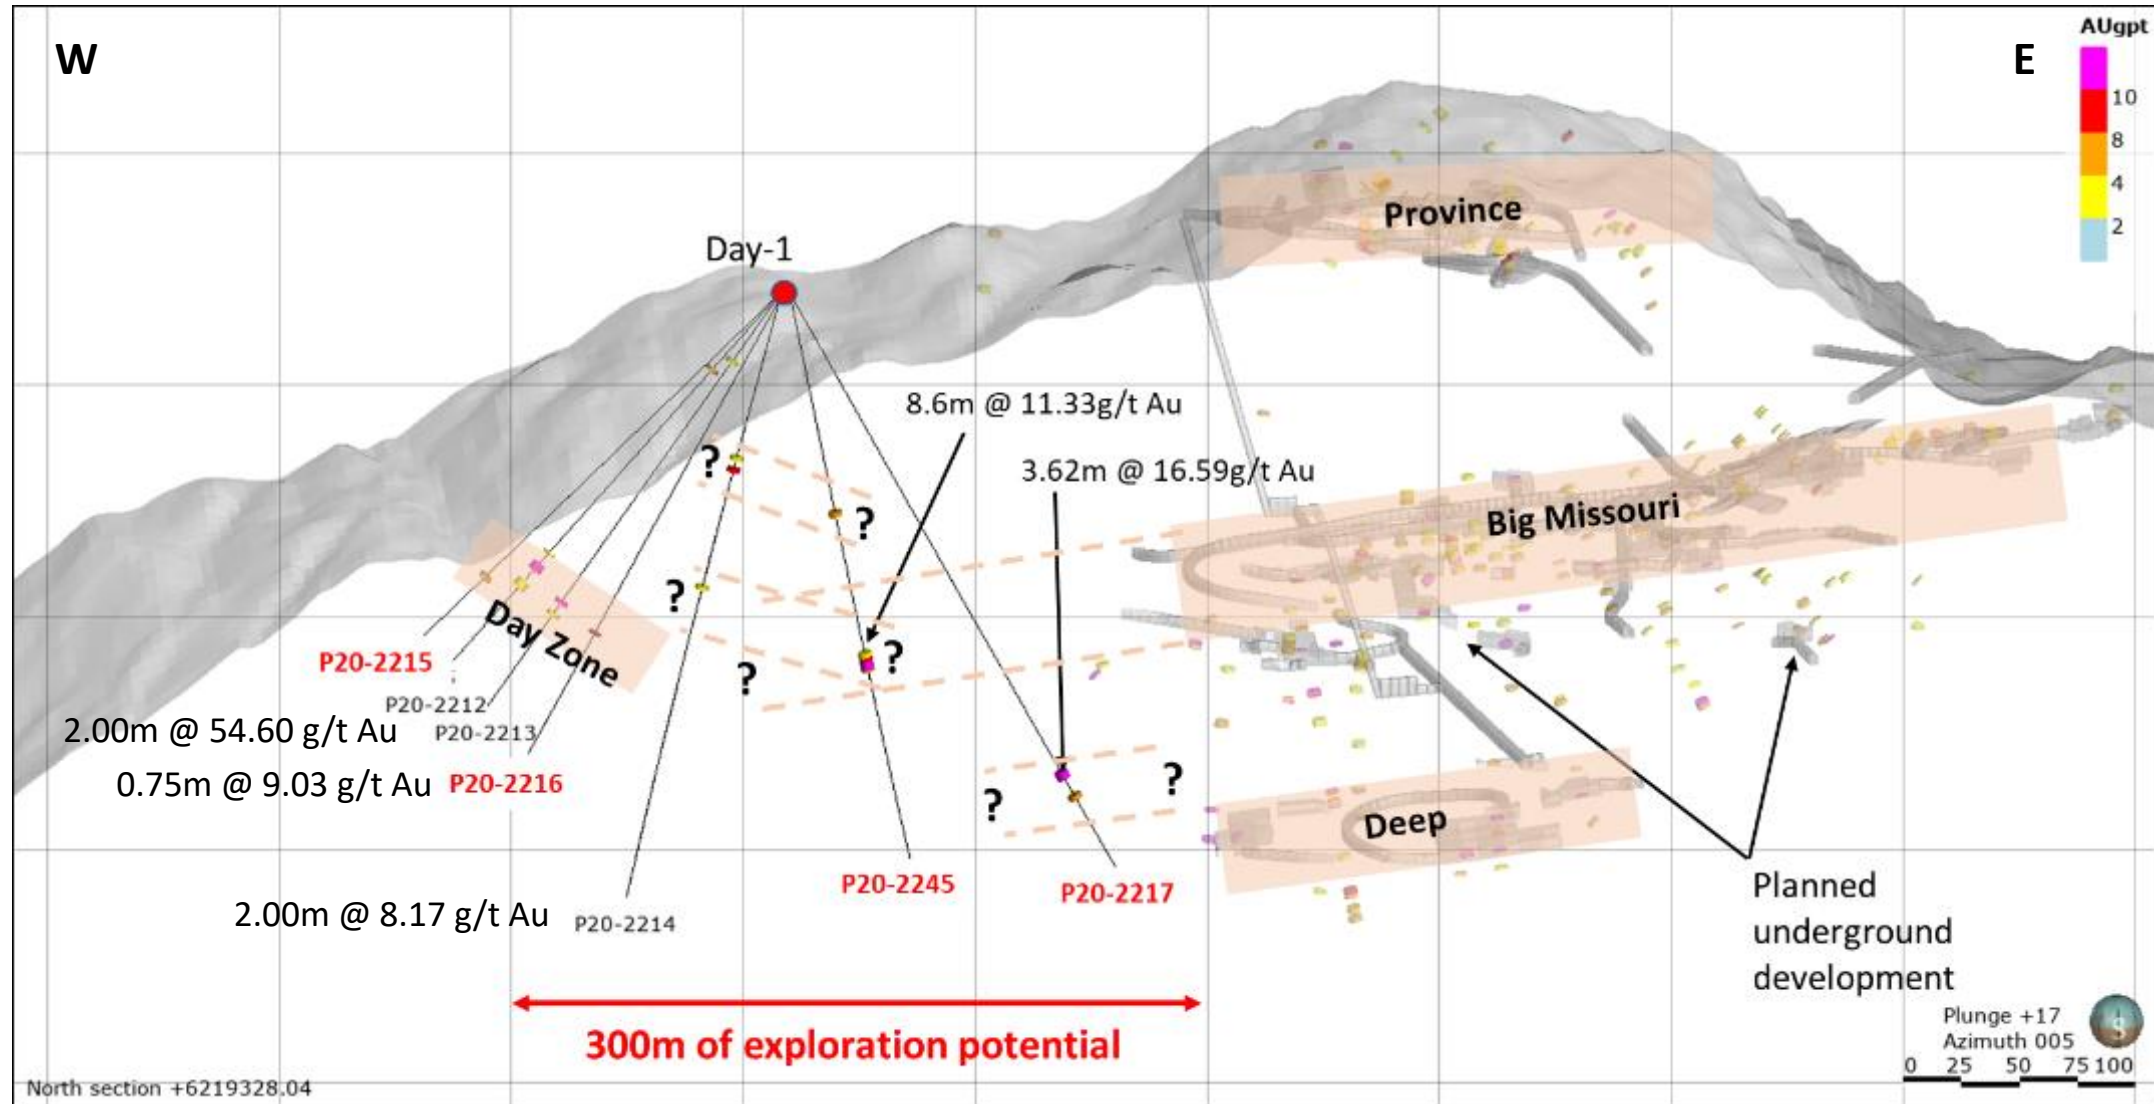 W
E
AUgpt
10
8
4
2
Province
Day-1
8.6m @ 11.33g/t Au
3.62m @ 16.59g/t Au
?
?
?
?
?
?
?
Big Missouri
Day Zone
P20-2215
P20-2212
2.00m @ 54.60 g/t Au
P20-2213
0.75m @ 9.03 g/t Au
P20-2216
Deep
P20-2245
P20-2217
2.00m @ 8.17 g/t Au
P20-2214
Planned
underground
development
300m of exploration potential
Plunge +17
Azimuth 005
S
0 25 50 75 100
North section +6219328.04